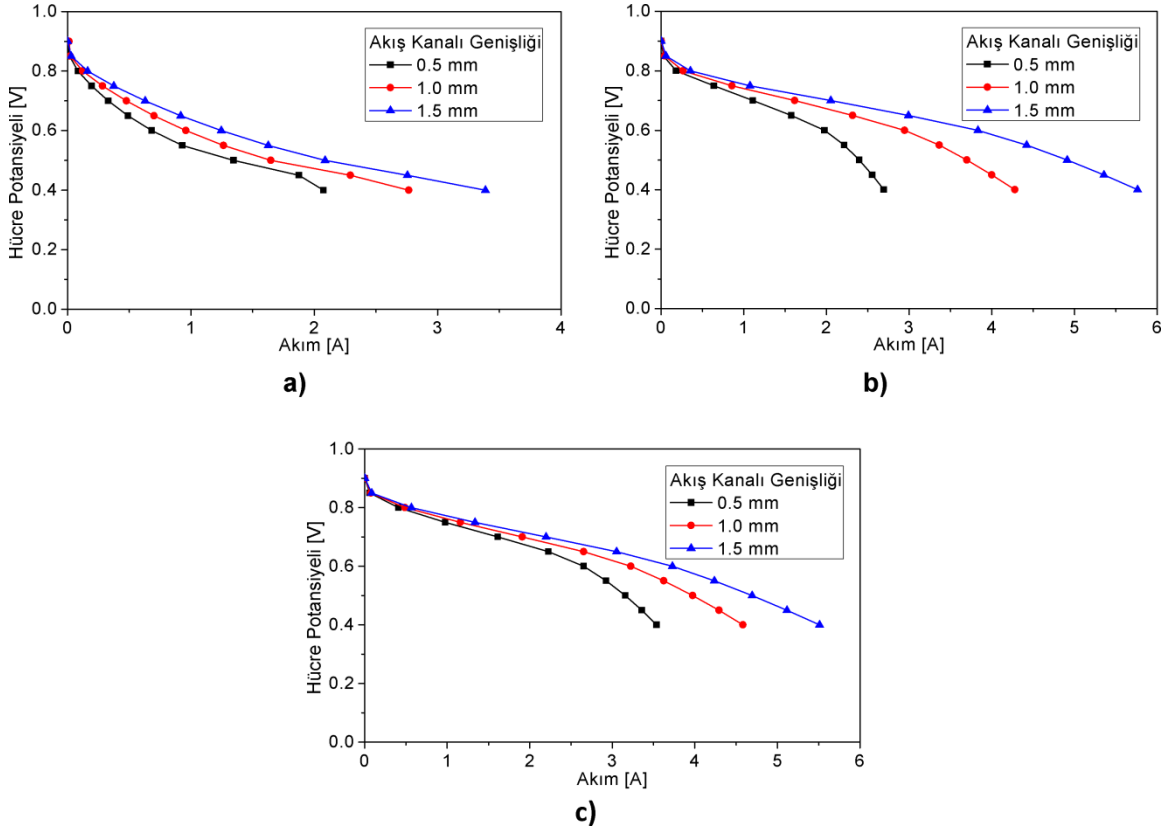 1.0
0.8
0.6
0.4
0.2
0.0
Hücre Potansiyeli [V]
0
1
2
3
4
Akım [A]
Akış Kanalı Genişliği
0.5 mm
1.0 mm
1.5 mm
a)
1.0
0.8
0.6
0.4
0.2
0.0
Hücre Potansiyeli [V]
0
1
2
3
4
5
6
Akım [A]
Akış Kanalı Genişliği
0.5 mm
1.0 mm
1.5 mm
b)
1.0
0.8
0.6
0.4
0.2
0.0
Hücre Potansiyeli [V]
0
1
2
3
4
5
6
Akım [A]
Akış Kanalı Genişliği
0.5 mm
1.0 mm
1.5 mm
c)